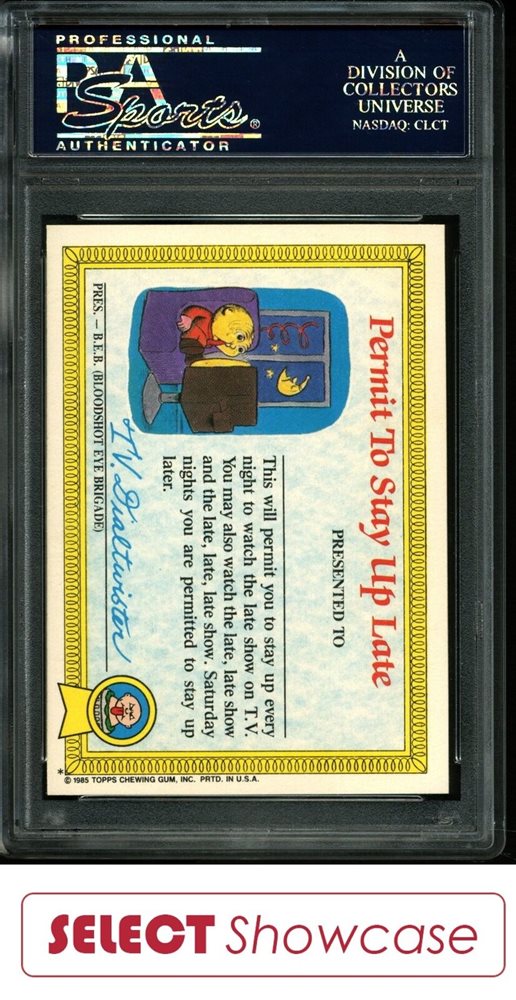 PROFESSIONAL
PSA
Sports®
AUTHENTICATOR
A
DIVISION OF
COLLECTORS
UNIVERSE
NASDAQ: CLCT
Permit To Stay Up Late
PRESENTED TO
This will permit you to stay up every
night to watch the late show on T.V.
You may also watch the late, late show
and the late, late, late show. Saturday
nights you are permitted to stay up
later.
T.V. Dialtwister
PRES. — B.E.B. (BLOODSHOT EYE BRIGADE)
* © 1985 TOPPS CHEWING GUM, INC. PRTD. IN U.S.A.
SELECT Showcase